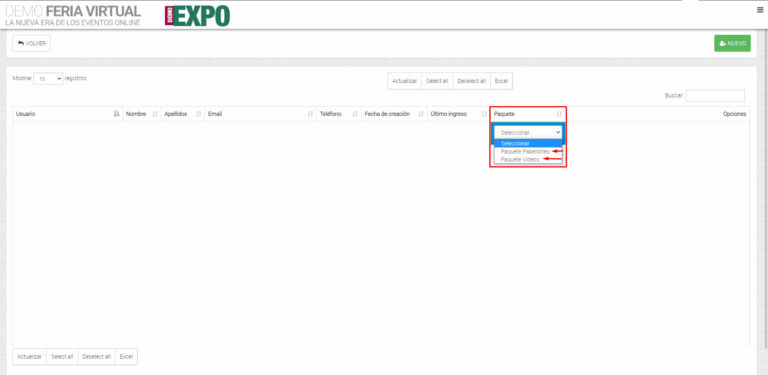 DEMO FERIA VIRTUAL
LA NUEVA ERA DE LOS EVENTOS ONLINE
DEMO EXPO
VOLVER
NUEVO
Mostrar 10 registros
Actualizar Select all Deselect all Excel
Buscar:
Usuario Nombre Apellidos Email Teléfono Fecha de creación Último ingreso Paquete Opciones
Seleccionar
Seleccionar
Paquete Pabellones
Paquete Videos
Actualizar Select all Deselect all Excel